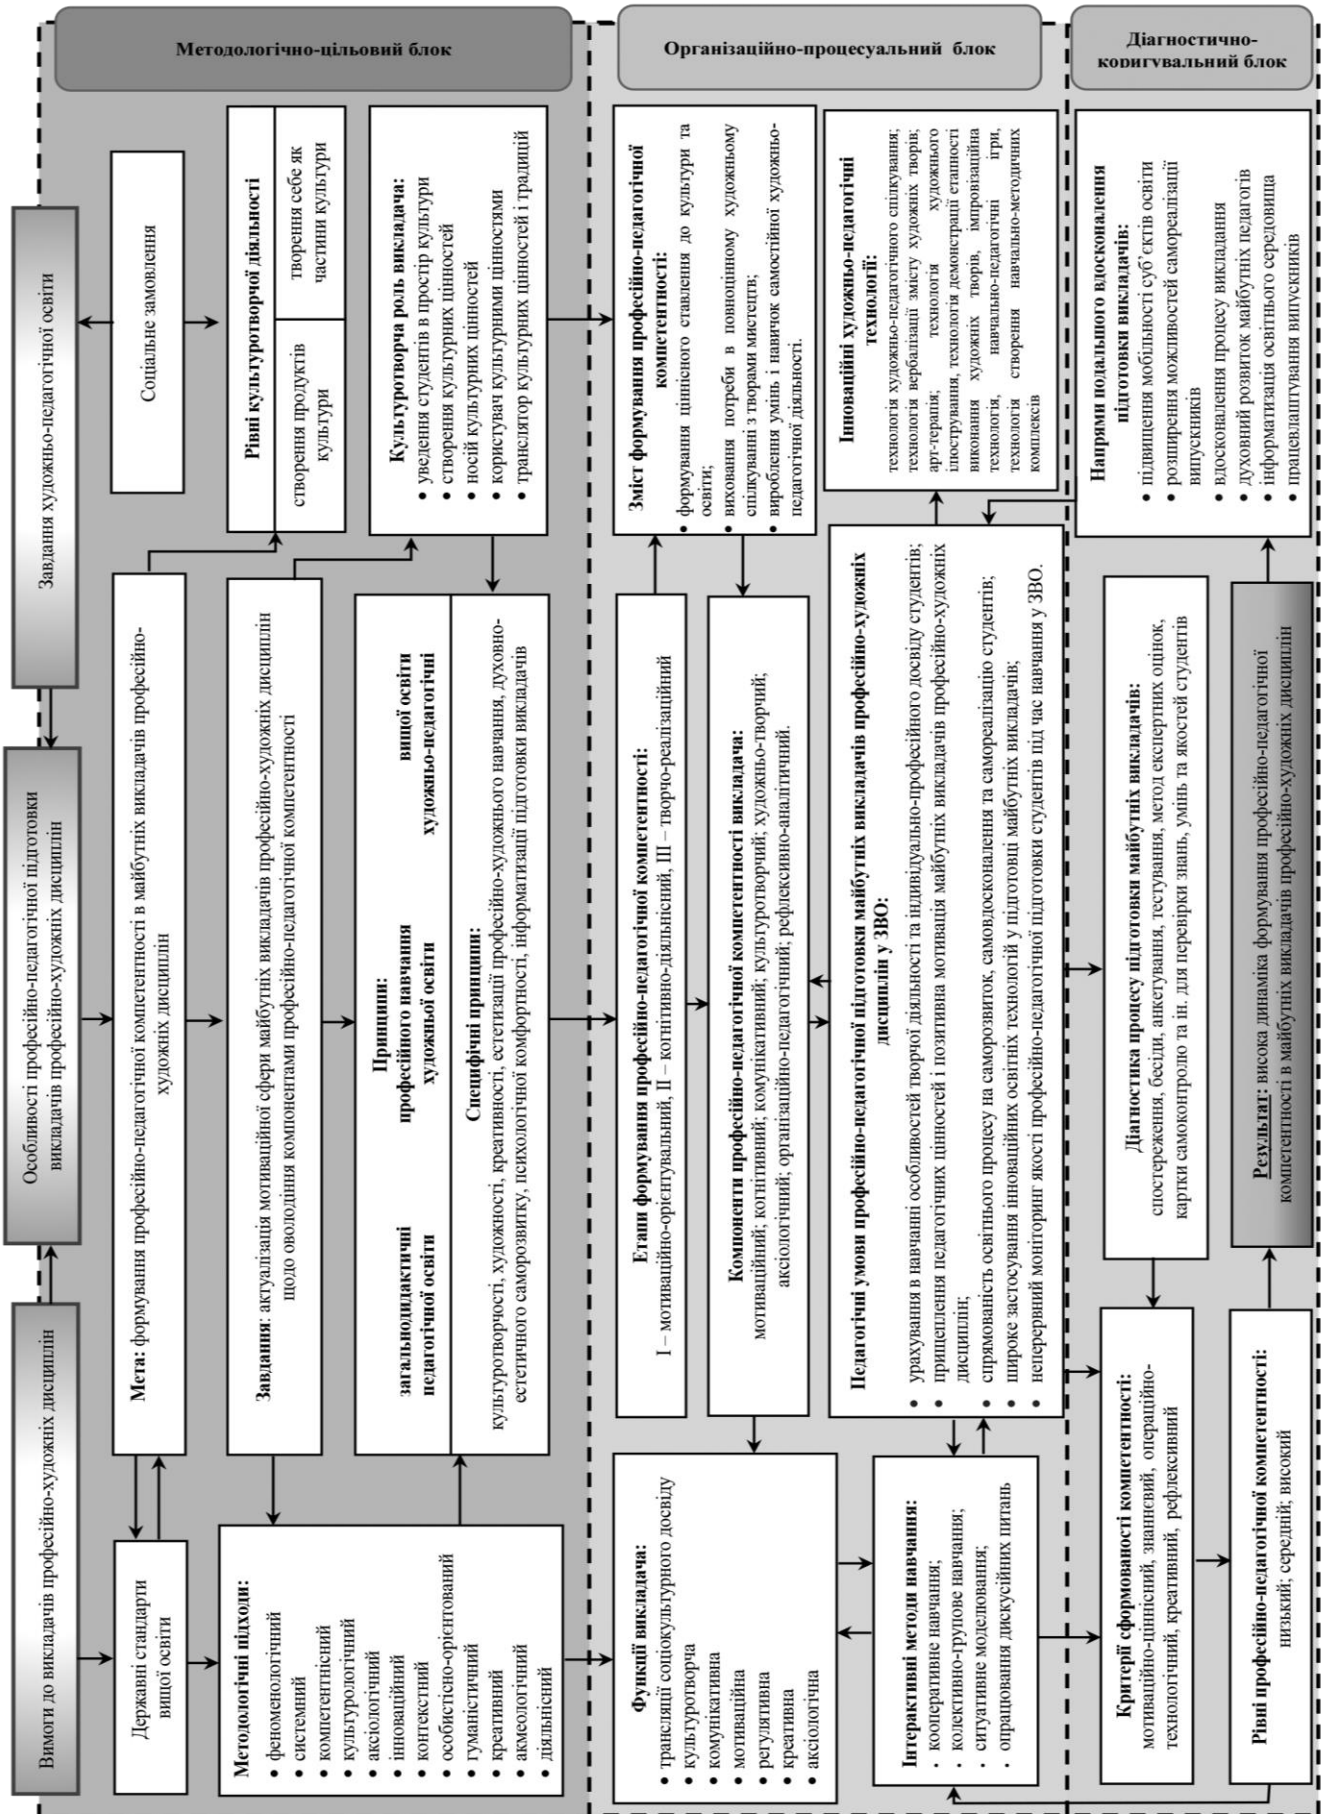 Вимоги до викладачів професійно-художніх дисциплін
Особливості професійно-педагогічної підготовки
викладачів професійно-художніх дисциплін
Завдання художньо-педагогічної освіти
Методологічно-цільовий блок
Державні стандарти
вищої освіти
Мета: формування професійно-педагогічної компетентності в майбутніх викладачів професійно-
художніх дисциплін
Соціальне замовлення
Методологічні підходи:
• феноменологічний
• системний
• компетентнісний
• культурологічний
• аксіологічний
• інноваційний
• контекстний
• особистісно-орієнтований
• гуманістичний
• креативний
• акмеологічний
• діяльнісний
Завдання: актуалізація мотиваційної сфери майбутніх викладачів професійно-художніх дисциплін
щодо оволодіння компонентами професійно-педагогічної компетентності
Рівні культуротворчої діяльності
створення продуктів
культури
творення себе як
частини культури
Принципи:
загальнодидактичні професійного навчання вищої освіти
педагогічної освіти художньої освіти художньо-педагогічні
Специфічні принципи:
культуротворчості, художності, креативності, естетизації професійно-художнього навчання, духовно-
естетичного саморозвитку, психологічної комфортності, інформатизації підготовки викладачів
Культуротворча роль викладача:
• уведення студентів в простір культури
• створення культурних цінностей
• носій культурних цінностей
• користувач культурними цінностями
• транслятор культурних цінностей і традицій
Організаційно-процесуальний блок
Функції викладача:
• трансляції соціокультурного досвіду
• культуротворча
• комунікативна
• мотиваційна
• регулятивна
• креативна
• аксіологічна
Етапи формування професійно-педагогічної компетентності:
І – мотиваційно-орієнтувальний, ІІ – когнітивно-діяльнісний, ІІІ – творчо-реалізаційний
Компоненти професійно-педагогічної компетентності викладача:
мотиваційний; когнітивний; комунікативний; культуротворчий; художньо-творчий;
аксіологічний; організаційно-педагогічний; рефлексивно-аналітичний.
Зміст формування професійно-педагогічної
компетентності:
• формування ціннісного ставлення до культури та
освіти;
• виховання потреби в повноцінному художньому
спілкуванні з творами мистецтв;
• вироблення умінь і навичок самостійної художньо-
педагогічної діяльності.
Інтерактивні методи навчання:
• кооперативне навчання;
• колективно-групове навчання;
• ситуативне моделювання;
• опрацювання дискусійних питань
Педагогічні умови професійно-педагогічної підготовки майбутніх викладачів професійно-художніх
дисциплін у ЗВО:
• урахування в навчанні особливостей творчої діяльності та індивідуально-професійного досвіду студентів;
• прищеплення педагогічних цінностей і позитивна мотивація майбутніх викладачів професійно-художніх
дисциплін;
• спрямованість освітнього процесу на саморозвиток, самовдосконалення та самореалізацію студентів;
• широке застосування інноваційних освітніх технологій у підготовці майбутніх викладачів;
• неперервний моніторинг якості професійно-педагогічної підготовки студентів під час навчання у ЗВО.
Інноваційні художньо-педагогічні
технології:
технологія художньо-педагогічного спілкування;
технологія вербалізації змісту художніх творів;
арт-терапія; технологія художнього
ілюстрування, технологія демонстрації еталності
виконання художніх творів, імпровізаційна
технологія, навчально-педагогічні ігри,
технологія створення навчально-методичних
комплексів
Діагностично-
коригувальний блок
Критерії сформованості компетентності:
мотиваційно-ціннісний, знаннєвий, операційно-
технологічний, креативний, рефлексивний
Діагностика процесу підготовки майбутніх викладачів:
спостереження, бесіди, анкетування, тестування, метод експертних оцінок,
картки самоконтролю та ін. для перевірки знань, умінь та якостей студентів
Напрями подальшого вдосконалення
підготовки викладачів:
• підвищення мобільності суб’єктів освіти
• розширення можливостей самореалізації
випускників
• вдосконалення процесу викладання
• духовний розвиток майбутніх педагогів
• інформатизація освітнього середовища
• працевлаштування випускників
Рівні професійно-педагогічної компетентності:
низький; середній; високий
Результат: висока динаміка формування професійно-педагогічної
компетентності в майбутніх викладачів професійно-художніх дисциплін